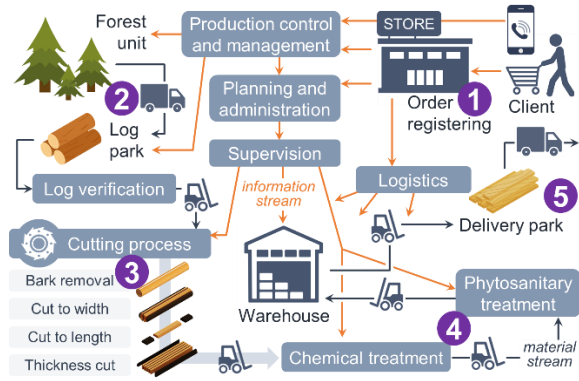 Forest
unit
Production control
and management
STORE
Planning and
administration
1
Order
registering
Client
2
Log
park
Supervision
Log verification
information
stream
Logistics
5
Delivery park
Cutting process
3
Bark removal
Cut to width
Cut to length
Thickness cut
Warehouse
Phytosanitary
treatment
4
Chemical treatment
material
stream